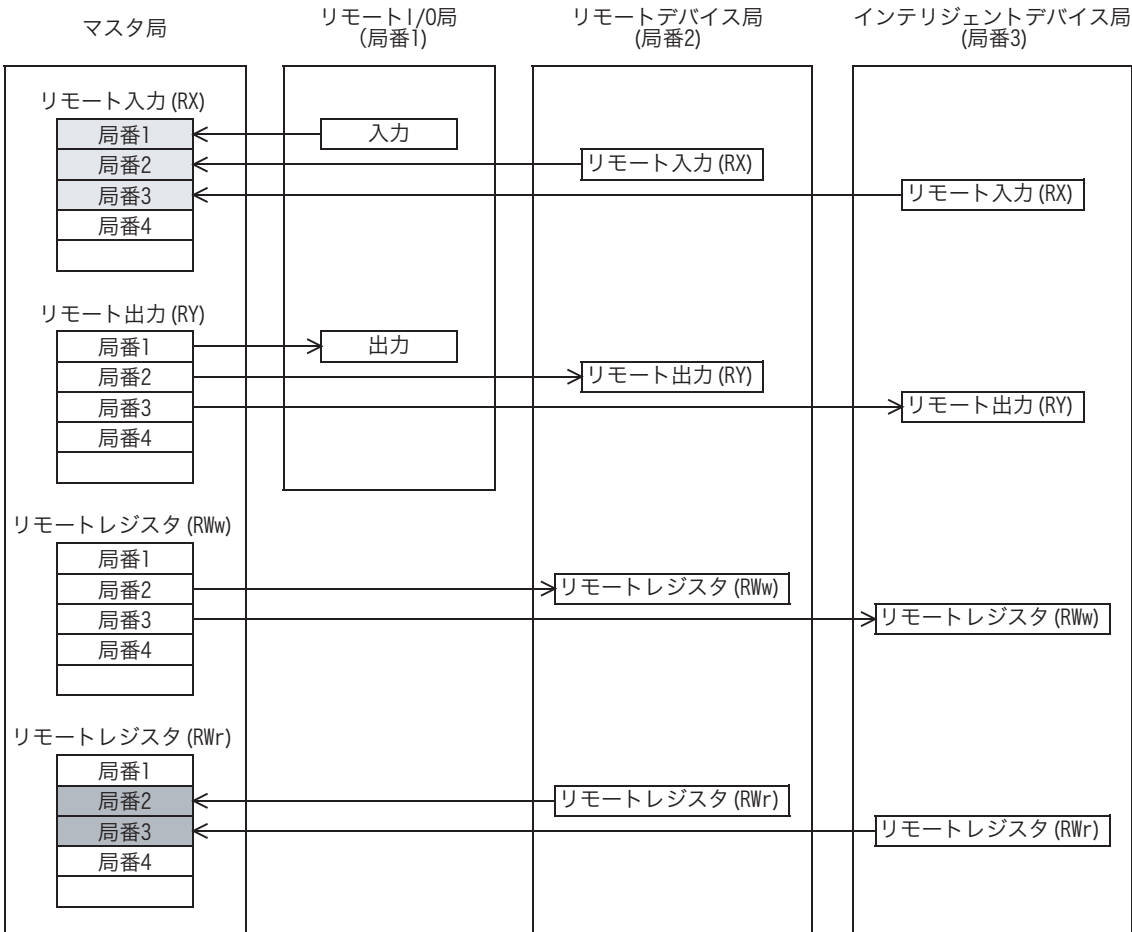 マスタ局
リモートI/O局
(局番1)
リモートデバイス局
(局番2)
インテリジェントデバイス局
(局番3)
リモート入力(RX)
局番1
局番2
局番3
局番4
入力
リモート入力(RX)
リモート入力(RX)
リモート出力(RY)
局番1
局番2
局番3
局番4
出力
リモート出力(RY)
リモート出力(RY)
リモートレジスタ(RWw)
局番1
局番2
局番3
局番4
リモートレジスタ(RWw)
リモートレジスタ(RWw)
リモートレジスタ(RWr)
局番1
局番2
局番3
局番4
リモートレジスタ(RWr)
リモートレジスタ(RWr)